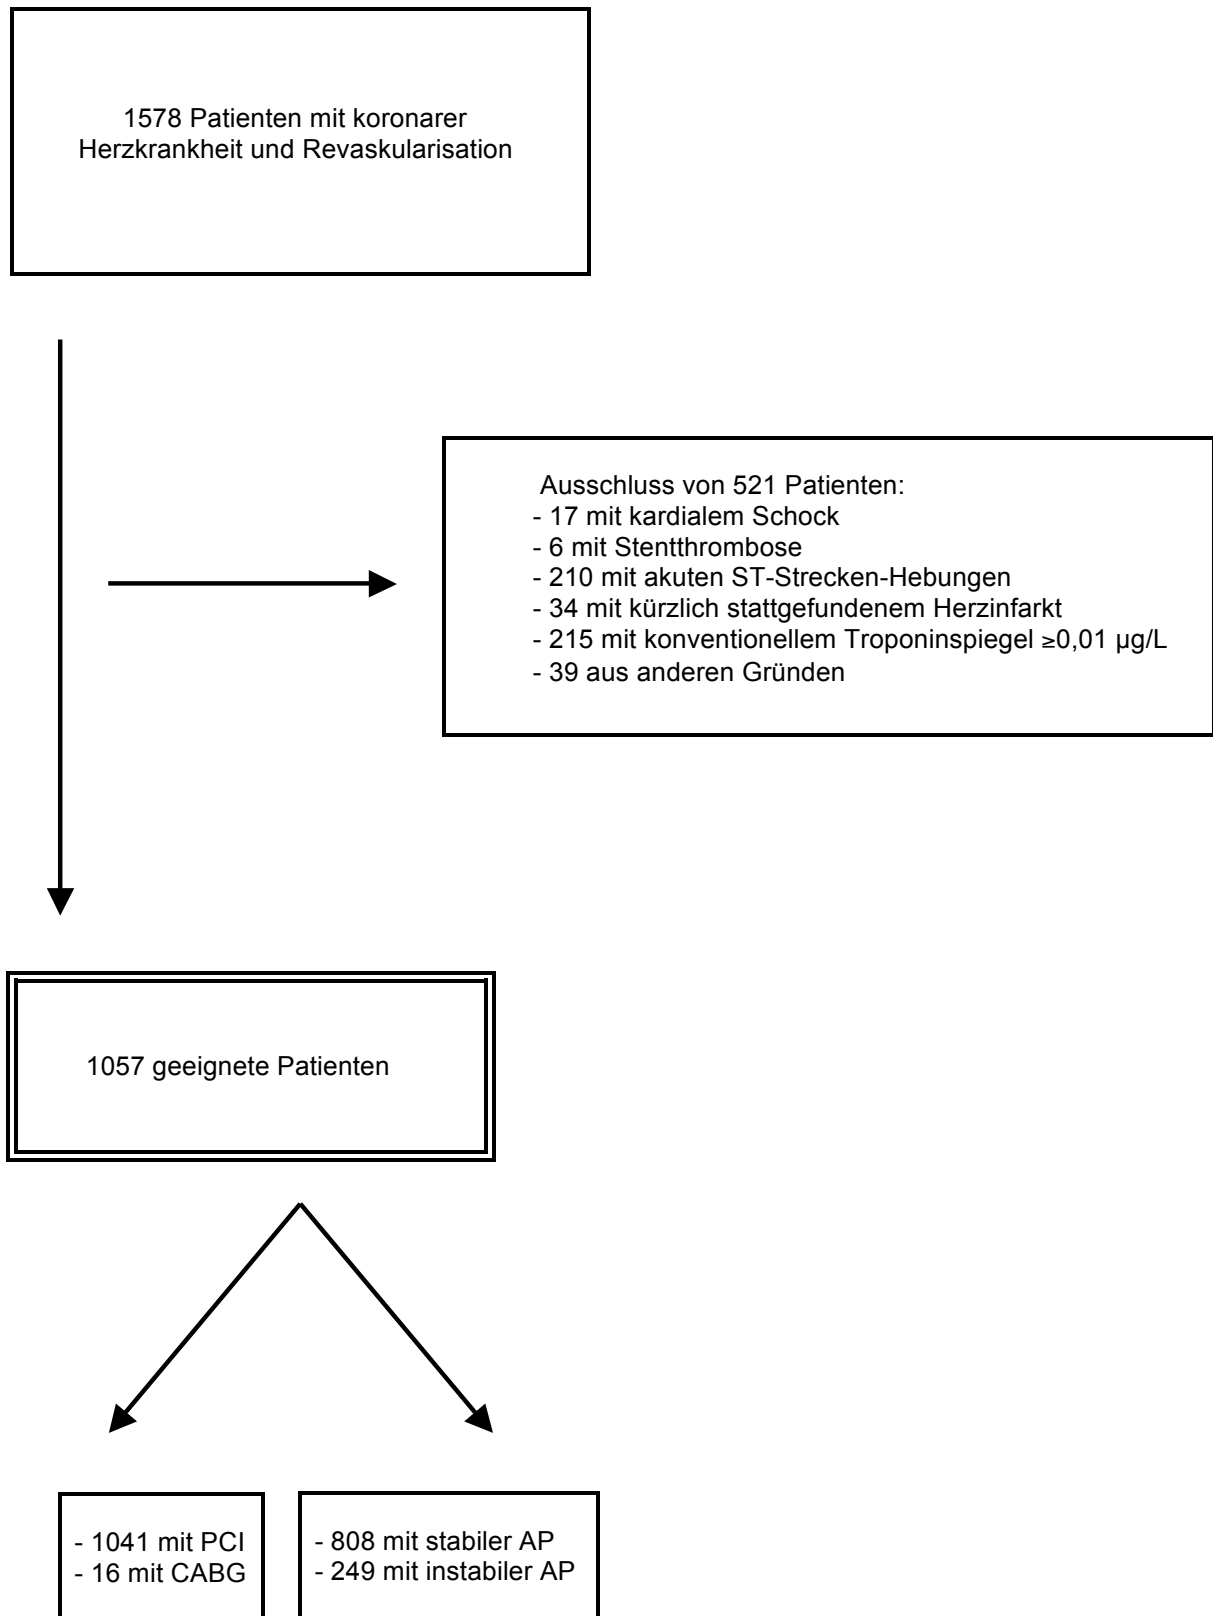 1578 Patienten mit koronarer
Herzkrankheit und Revaskularisation
Ausschluss von 521 Patienten:
- 17 mit kardialem Schock
- 6 mit Stentthrombose
- 210 mit akuten ST-Strecken-Hebungen
- 34 mit kürzlich stattgefundenem Herzinfarkt
- 215 mit konventionellem Troponinspiegel ≥0,01 µg/L
- 39 aus anderen Gründen
1057 geeignete Patienten
- 1041 mit PCI
- 16 mit CABG
- 808 mit stabiler AP
- 249 mit instabiler AP